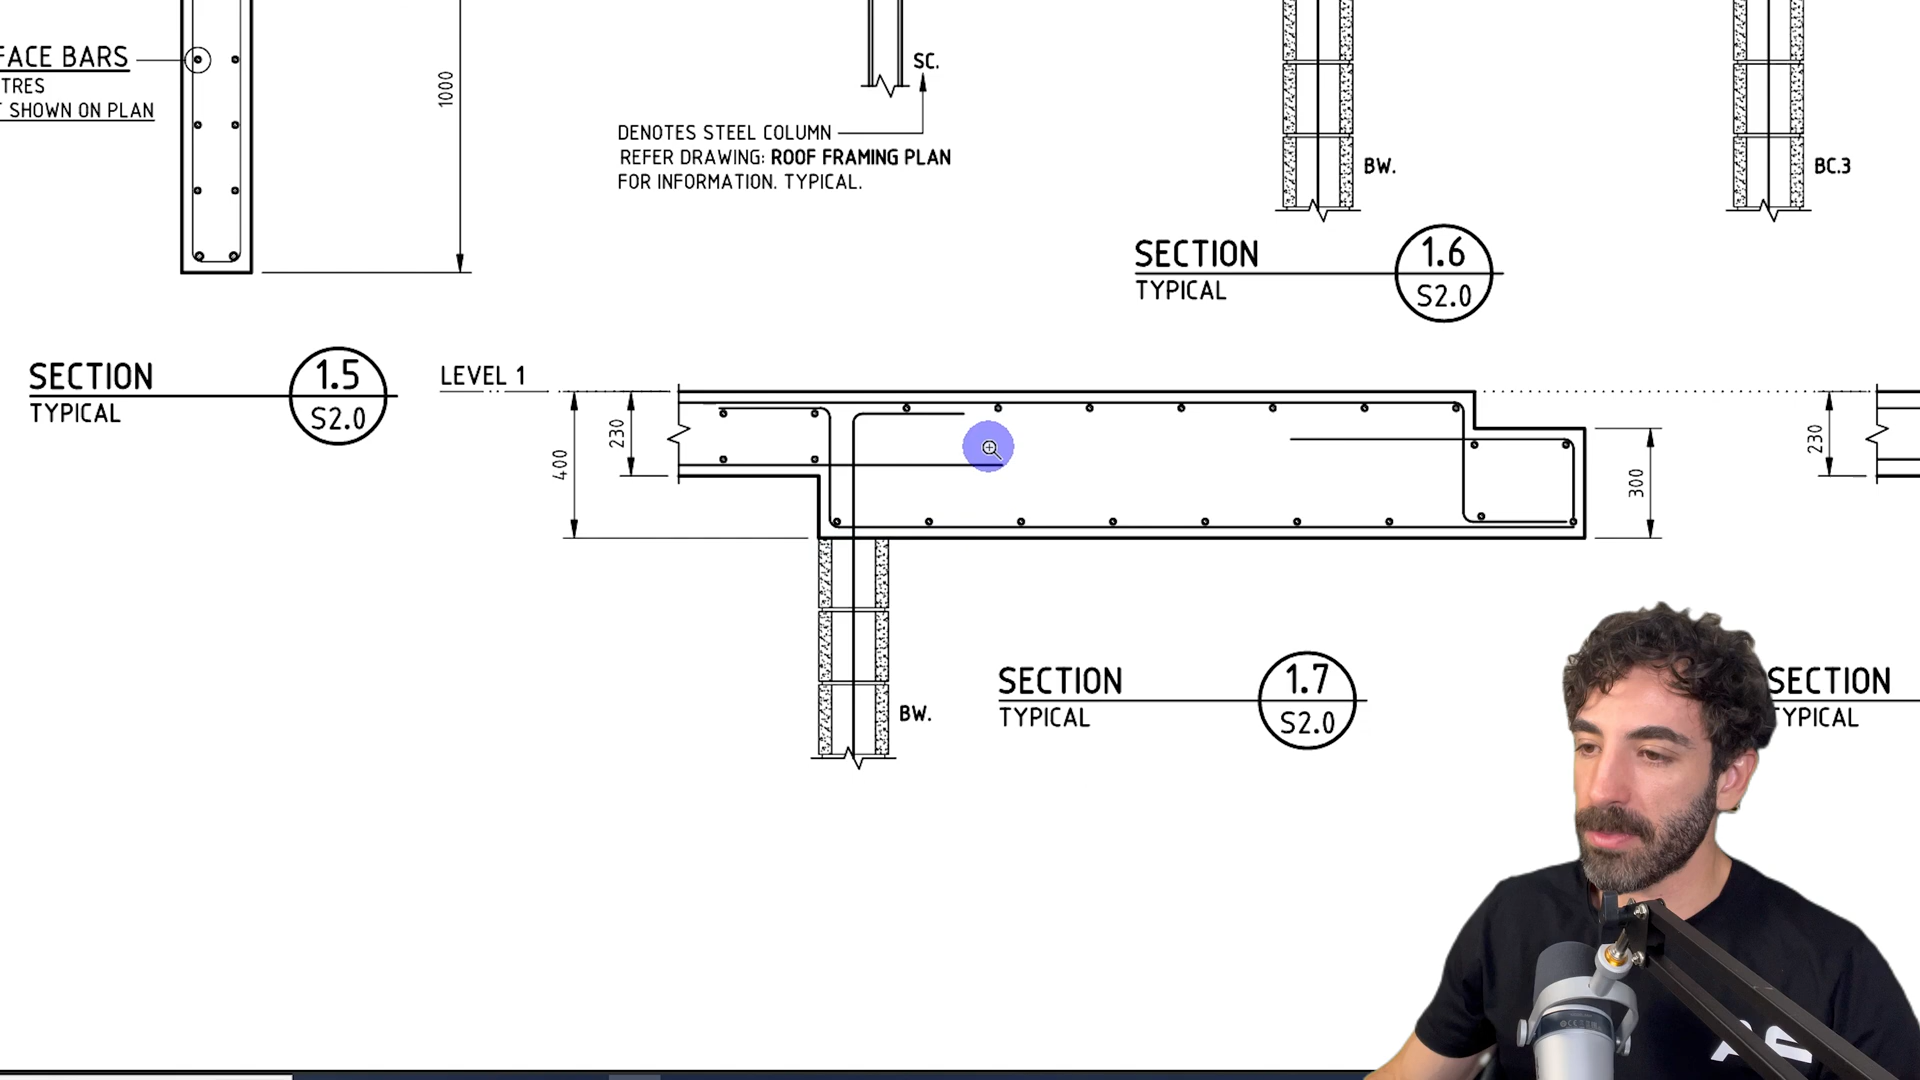 FACE BARS
TRES
T SHOWN ON PLAN
1000
SC.
DENOTES STEEL COLUMN
REFER DRAWING: ROOF FRAMING PLAN
FOR INFORMATION. TYPICAL.
BW.
BC.3
SECTION
TYPICAL
1.6
S2.0
SECTION
TYPICAL
1.5
S2.0
LEVEL 1
400
230
300
230
BW.
SECTION
TYPICAL
1.7
S2.0
SECTION
TYPICAL